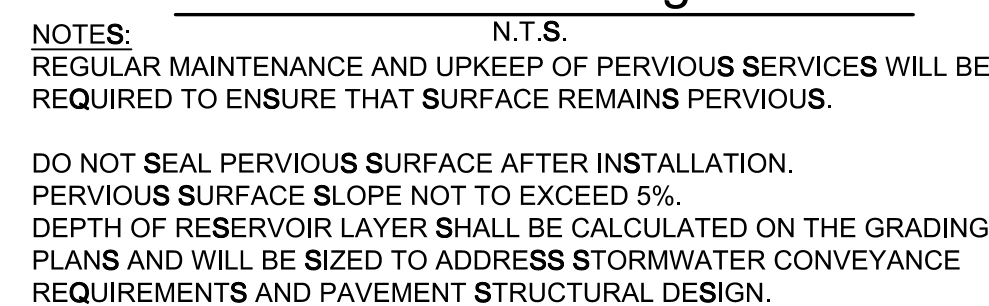 NOTES:
N.T.S.
REGULAR MAINTENANCE AND UPKEEP OF PERVIOUS SERVICES WILL BE
REQUIRED TO ENSURE THAT SURFACE REMAINS PERVIOUS.
DO NOT SEAL PERVIOUS SURFACE AFTER INSTALLATION.
PERVIOUS SURFACE SLOPE NOT TO EXCEED 5%.
DEPTH OF RESERVOIR LAYER SHALL BE CALCULATED ON THE GRADING
PLANS AND WILL BE SIZED TO ADDRESS STORMWATER CONVEYANCE
REQUIREMENTS AND PAVEMENT STRUCTURAL DESIGN.